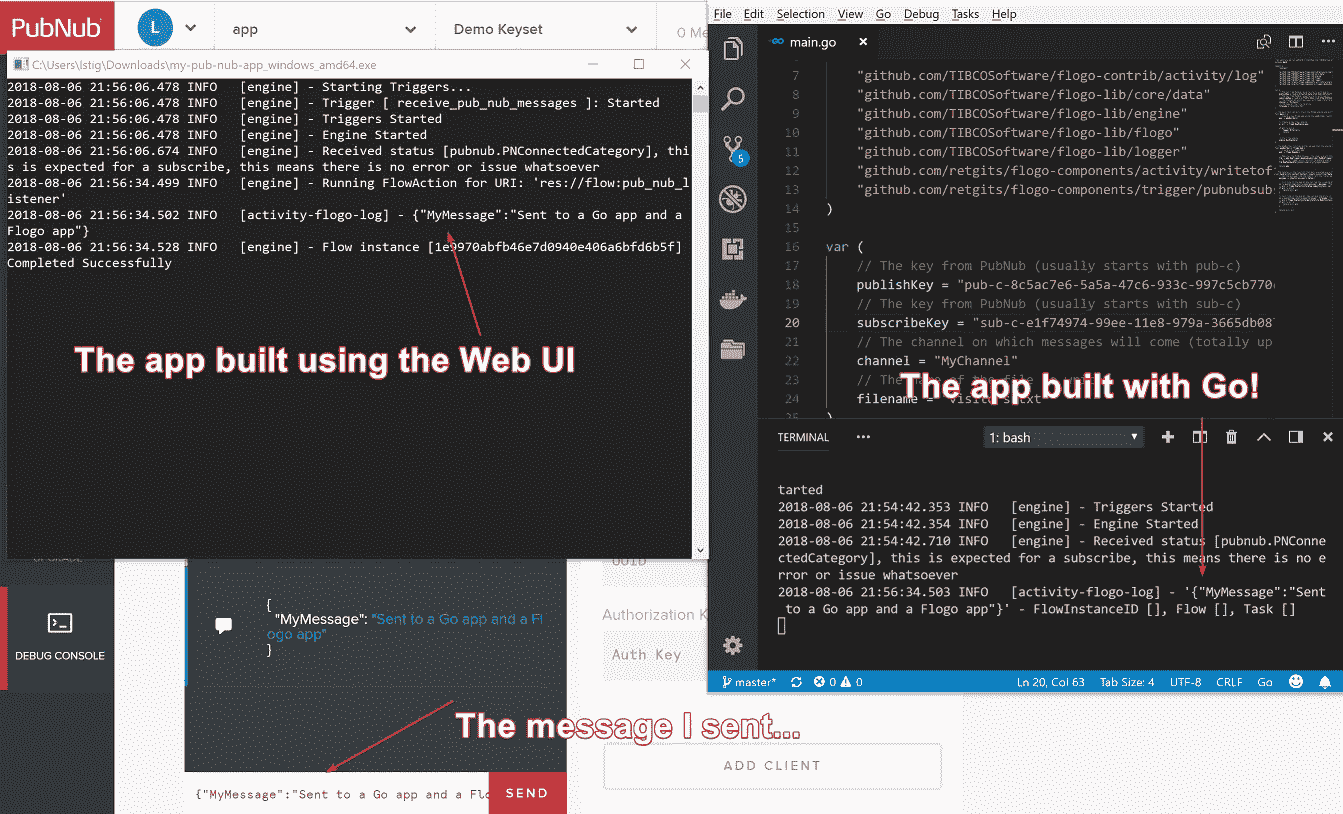 PubNub
L
app
Demo Keyset
0 Me
C:\Users\lstig\Downloads\my-pub-nub-app_windows_amd64.exe
2018-08-06 21:56:06.478 INFO [engine] - Starting Triggers...
2018-08-06 21:56:06.478 INFO [engine] - Trigger [ receive_pub_nub_messages ]: Started
2018-08-06 21:56:06.478 INFO [engine] - Triggers Started
2018-08-06 21:56:06.478 INFO [engine] - Engine Started
2018-08-06 21:56:06.674 INFO [engine] - Received status [pubnub.PNConnectedCategory], thi
s is expected for a subscribe, this means there is no error or issue whatsoever
2018-08-06 21:56:34.499 INFO [engine] - Running FlowAction for URI: 'res://flow:pub_nub_l
istener'
2018-08-06 21:56:34.502 INFO [activity-flogo-log] - {"MyMessage":"Sent to a Go app and a
Flogo app"}
2018-08-06 21:56:34.528 INFO [engine] - Flow instance [1e9970abfb46e7d0940e406a6bfd6b5f]
Completed Successfully
The app built using the Web UI
File Edit Selection View Go Debug Tasks Help
main.go
5
7 "github.com/TIBCOSoftware/flogo-contrib/activity/log"
8 "github.com/TIBCOSoftware/flogo-lib/core/data"
9 "github.com/TIBCOSoftware/flogo-lib/engine"
10 "github.com/TIBCOSoftware/flogo-lib/flogo"
11 "github.com/TIBCOSoftware/flogo-lib/logger"
12 "github.com/retgits/flogo-components/activity/writetof
13 "github.com/retgits/flogo-components/trigger/pubnubsubs
14 )
15
16 var (
17 // The key from PubNub (usually starts with pub-c)
18 publishKey = "pub-c-8c5ac7e6-5a5a-47c6-933c-997c5cb770
19 // The key from PubNub (usually starts with sub-c)
20 subscribeKey = "sub-c-e1f74974-99ee-11e8-979a-3665db08
21 // The channel on which messages will come (totally up
22 channel = "MyChannel"
23 // The
24 filename =
25 )
The app built with Go!
TERMINAL
1: bash
tarted
2018-08-06 21:54:42.353 INFO [engine] - Triggers Started
2018-08-06 21:54:42.354 INFO [engine] - Engine Started
2018-08-06 21:54:42.710 INFO [engine] - Received status [pubnub.PNConne
ctedCategory], this is expected for a subscribe, this means there is no e
rror or issue whatsoever
2018-08-06 21:56:34.503 INFO [activity-flogo-log] - '{"MyMessage":"Sent
to a Go app and a Flogo app"}' - FlowInstanceID [], Flow [], Task []
master* 0 0 Ln 20, Col 63 Tab Size: 4 UTF-8 CRLF Go
UPGRADE
DEBUG CONSOLE
{
"MyMessage": "Sent to a Go app and a Fl
ogo app"
}
UUID
Authorization K
Auth Key
The message I sent...
{"MyMessage":"Sent to a Go app and a Flo
SEND
ADD CLIENT